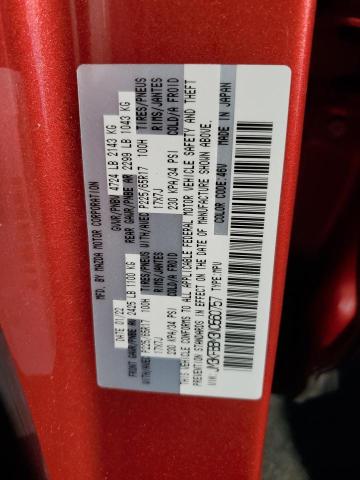 MFD. BY MAZDA MOTOR CORPORATION
DATE 01/22 GVWR/PNBV 4724 LB 2143 KG
FRONT GAWR/PNBE AV 2425 LB 1100 KG REAR GAWR/PNBE AR 2299 LB 1043 KG
WITH/AVEC P225/65R17 100H TIRES/PNEUS WITH/AVEC P225/65R17 100H TIRES/PNEUS
17X7J RIMS/JANTES 17X7J RIMS/JANTES
230 KPA/34 PSI COLD/A FROID 230 KPA/34 PSI COLD/A FROID
THIS VEHICLE CONFORMS TO ALL APPLICABLE FEDERAL MOTOR VEHICLE SAFETY AND THEFT
PREVENTION STANDARDS IN EFFECT ON THE DATE OF MANUFACTURE SHOWN ABOVE.
TYPE:MPV COLOR CODE:46V MADE IN JAPAN